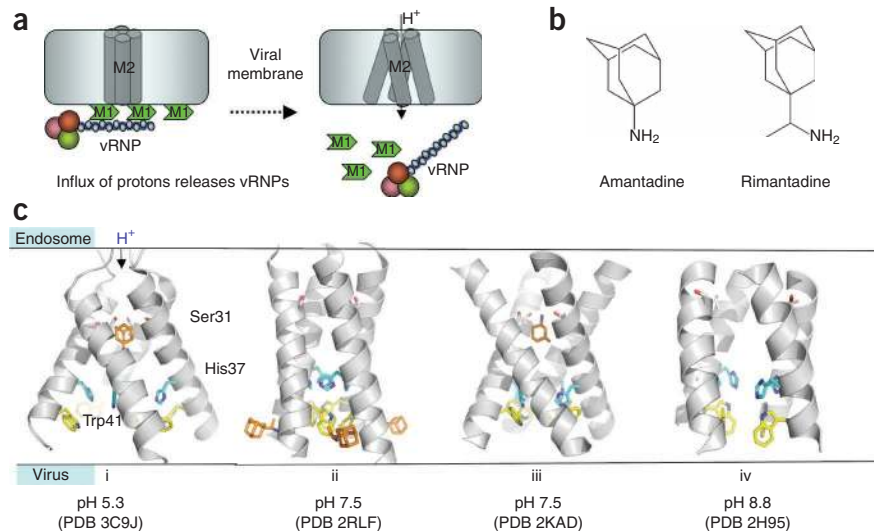 a
H+
M2
Viral
membrane
M2
M1 M1 M1
vRNP
M1
M1
M1
vRNP
Influx of protons releases vRNPs
b
NH2
NH2
Amantadine
Rimantadine
c
Endosome
H+
Ser31
His37
Trp41
Virus
i
ii
iii
iv
pH 5.3
(PDB 3C9J)
pH 7.5
(PDB 2RLF)
pH 7.5
(PDB 2KAD)
pH 8.8
(PDB 2H95)